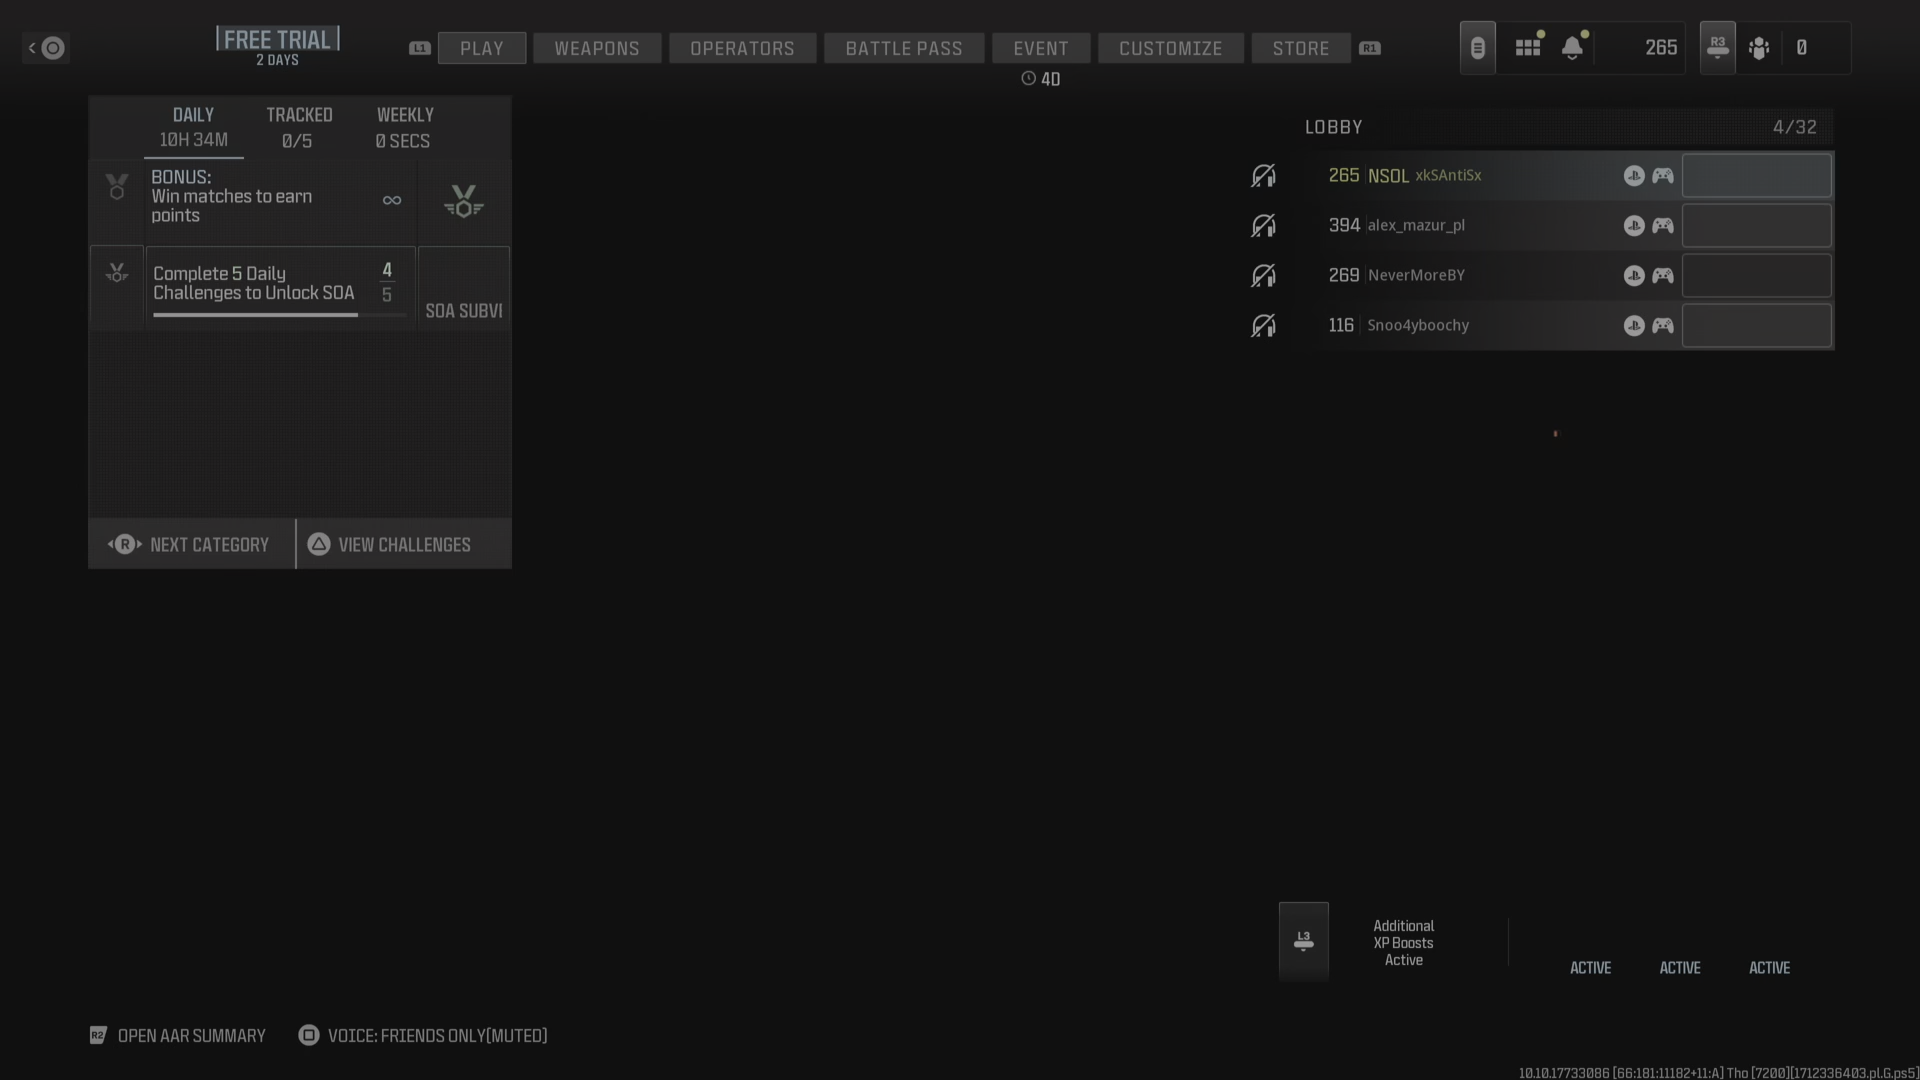 FREE TRIAL
2 DAYS
L1
PLAY
WEAPONS
OPERATORS
BATTLE PASS
EVENT
CUSTOMIZE
STORE
R1
4D
265
R3
0
DAILY
10H 34M
TRACKED
0/5
WEEKLY
0 SECS
BONUS:
Win matches to earn
points
∞
Complete 5 Daily
Challenges to Unlock SOA
4
5
SOA SUBVI
R NEXT CATEGORY
VIEW CHALLENGES
LOBBY
4/32
265 NSOL xkSAntiSx
394 alex_mazur_pl
269 NeverMoreBY
116 Snoo4yboochy
L3
Additional
XP Boosts
Active
ACTIVE
ACTIVE
ACTIVE
R2 OPEN AAR SUMMARY
VOICE: FRIENDS ONLY(MUTED)
10.10.17733086 [66:181:11182+11:A] Tho [7200][1712336403.pl.G.ps5]